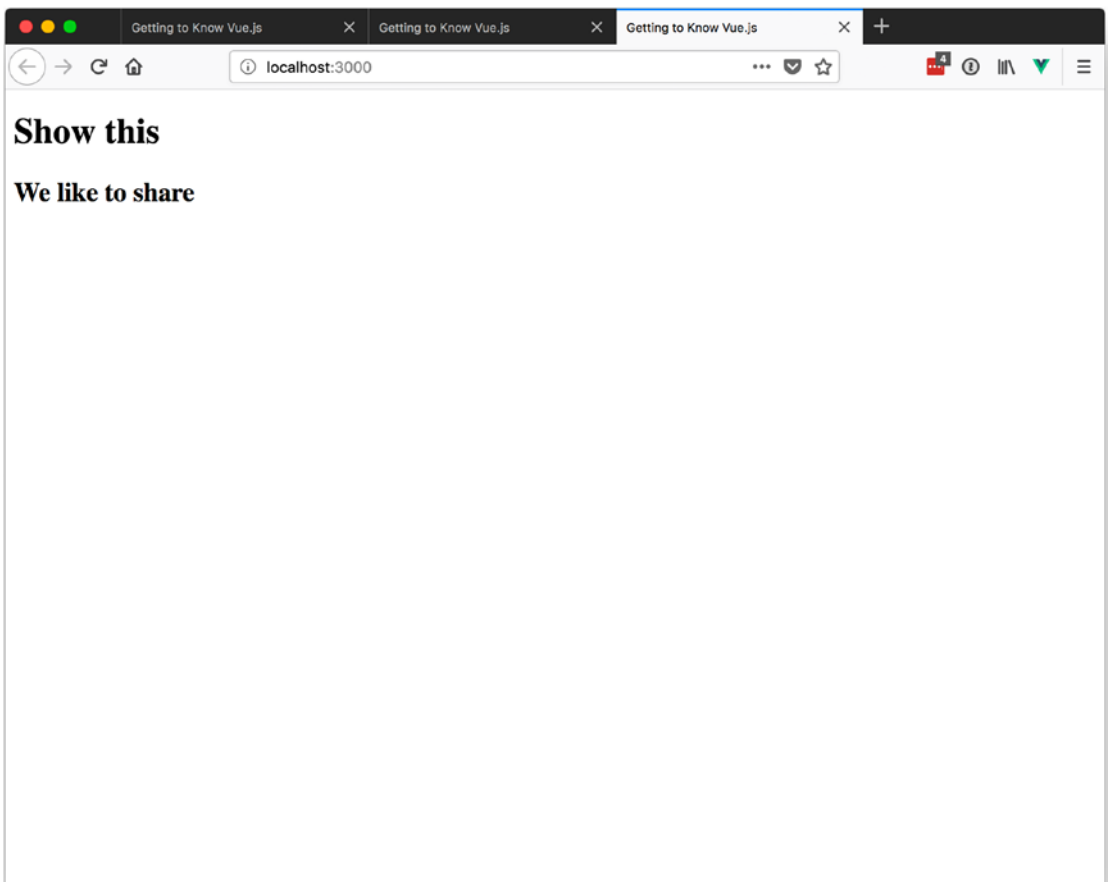 Getting to Know Vue.js Getting to Know Vue.js Getting to Know Vue.js
localhost:3000
4
Show this
We like to share